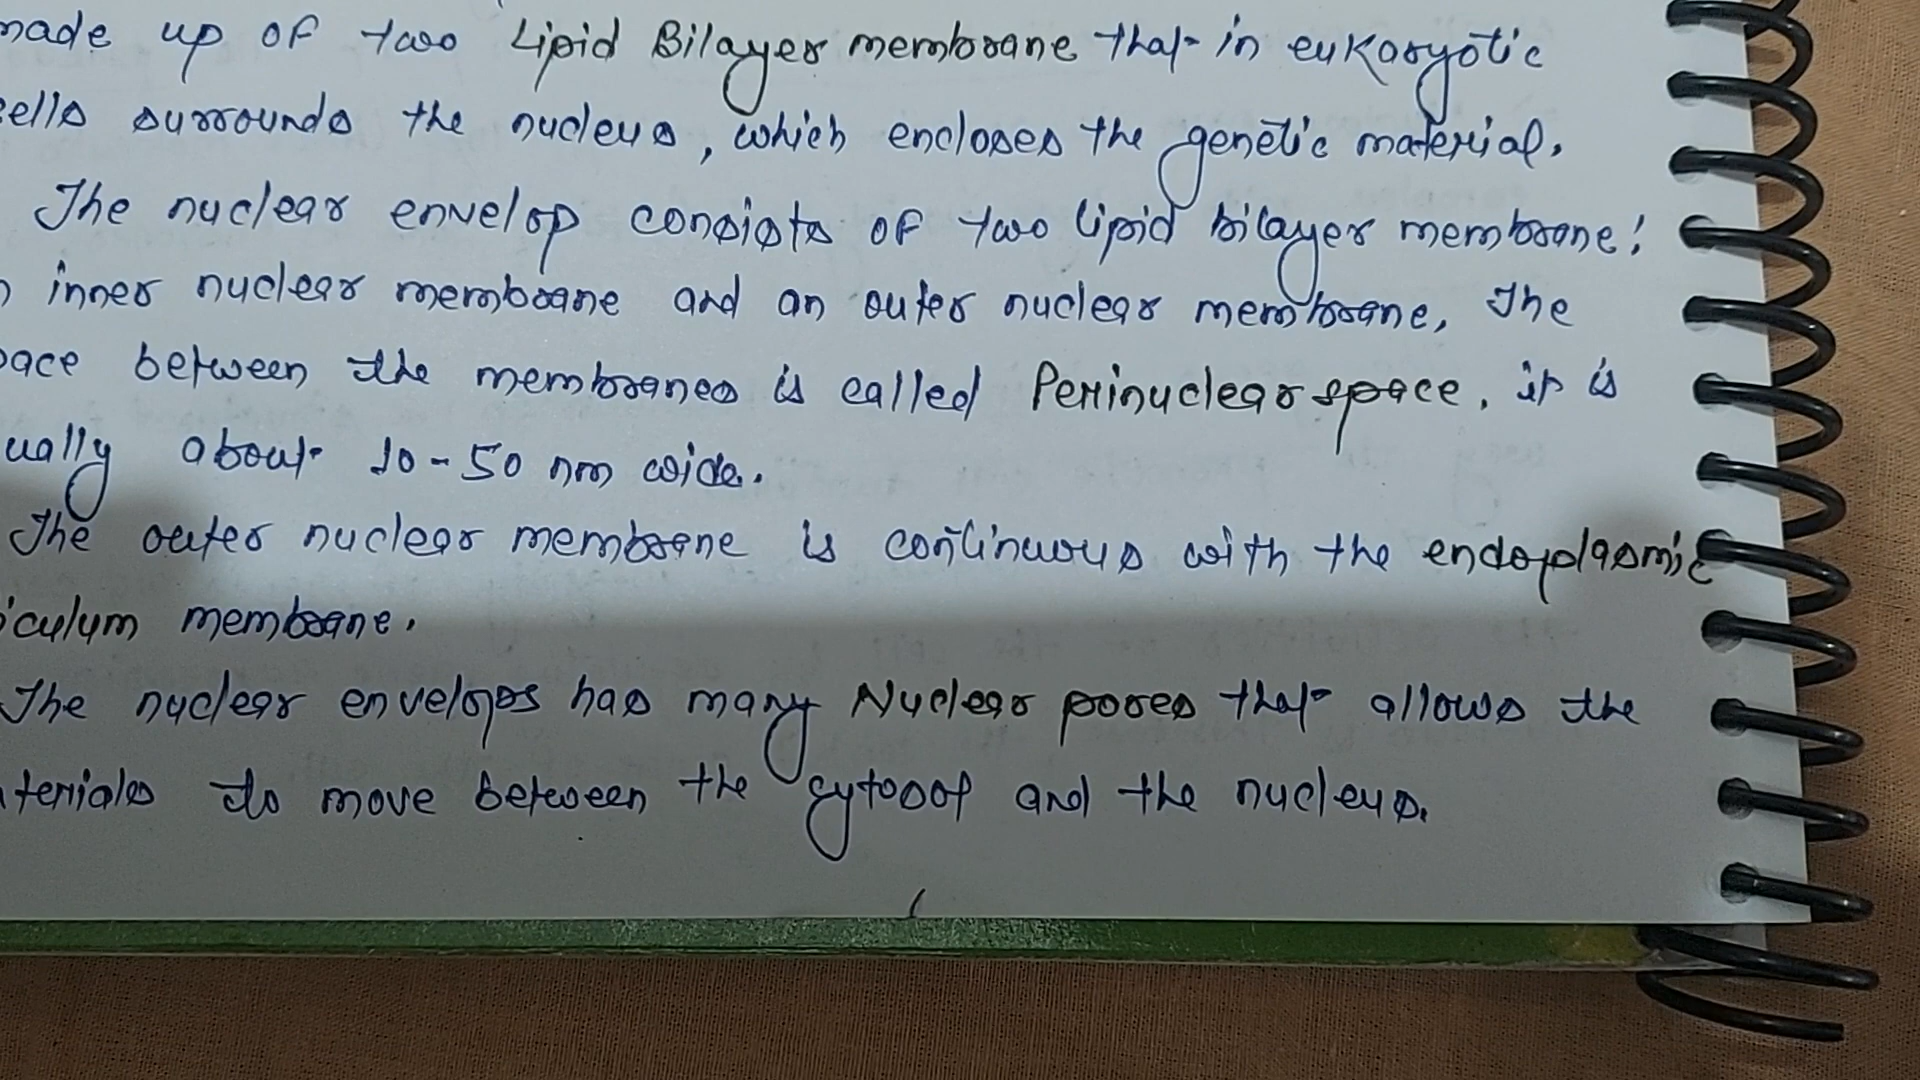 made up of two Lipid Bilayer membrane that in eukaryotic
cells surrounds the nucleus, which encloses the genetic material.
The nuclear envelop consists of two lipid bilayer membrane:
inner nuclear membrane and an outer nuclear membrane, The
pace between the membranes is called Perinuclear space. it is
ually about 10-50 nm wide.
The outer nuclear membrane is continuous with the endoplasmic
iculum membrane.
The nuclear envelops has many Nuclear pores that allows the
terials to move between the cytosol and the nucleus.